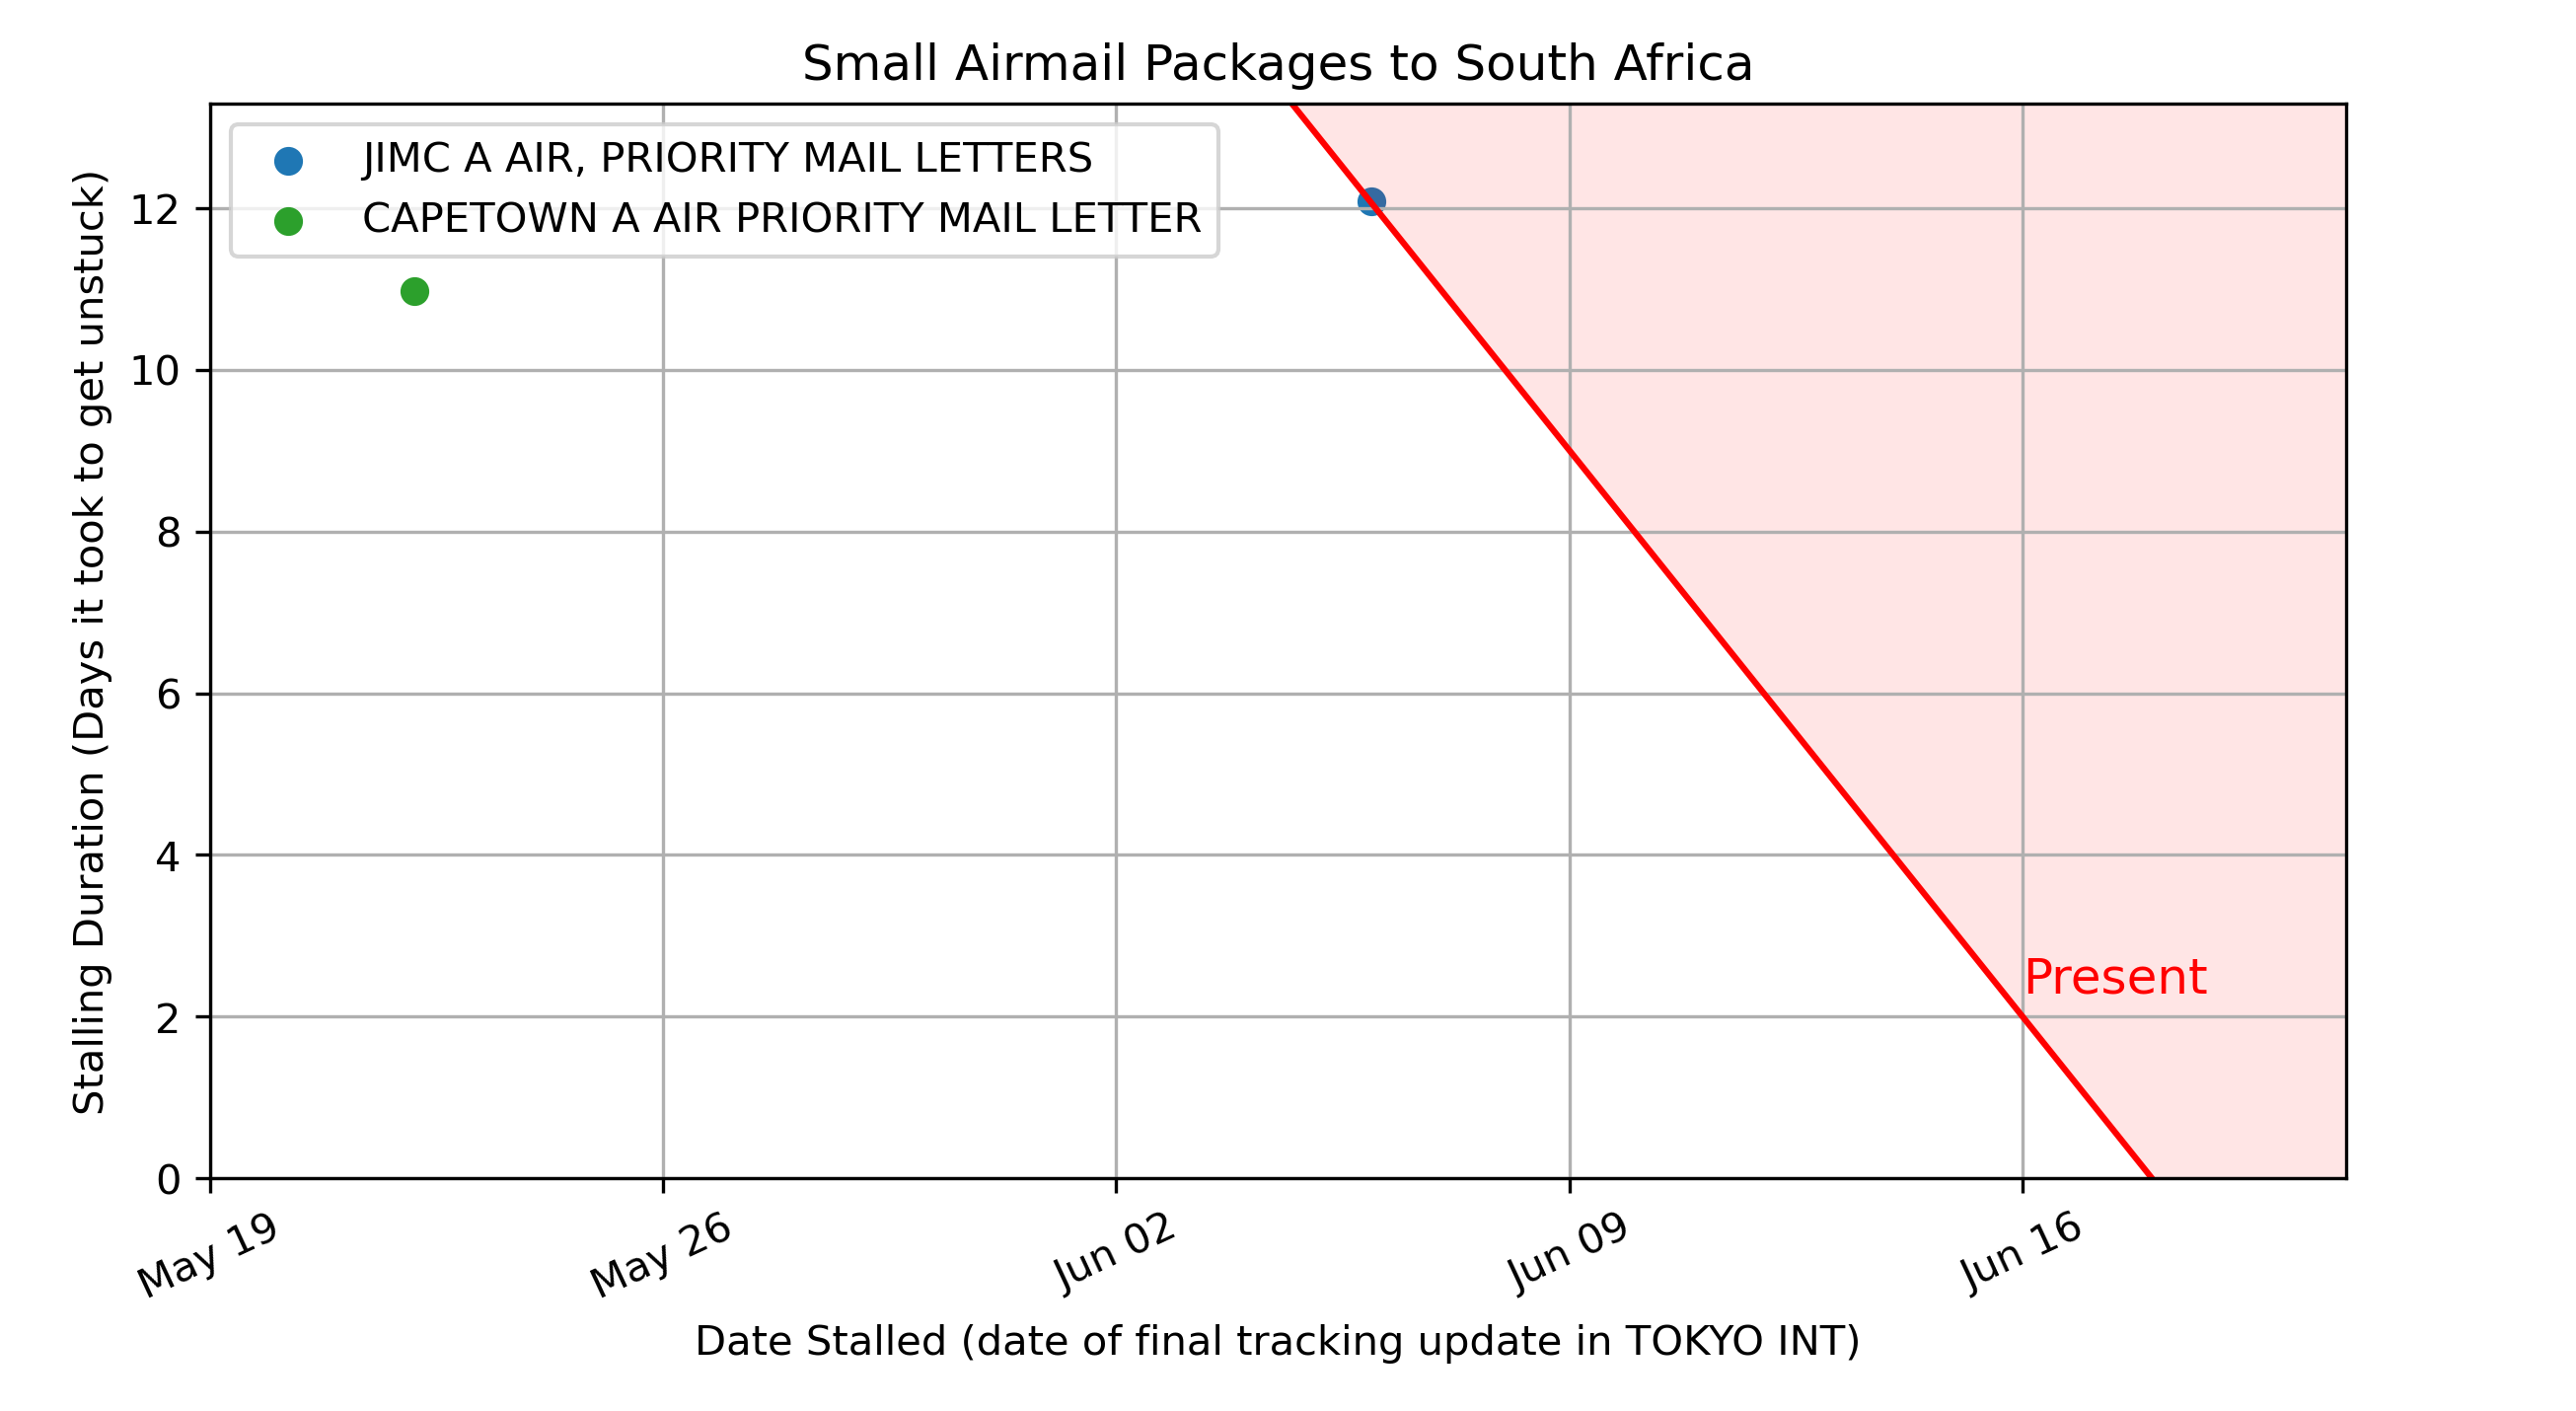 Small Airmail Packages to South Africa
JIMC A AIR, PRIORITY MAIL LETTERS
CAPETOWN A AIR PRIORITY MAIL LETTER
Stalling Duration (Days it took to get unstuck)
12
10
8
6
4
2
0
Present
May 19
May 26
Jun 02
Jun 09
Jun 16
Date Stalled (date of final tracking update in TOKYO INT)